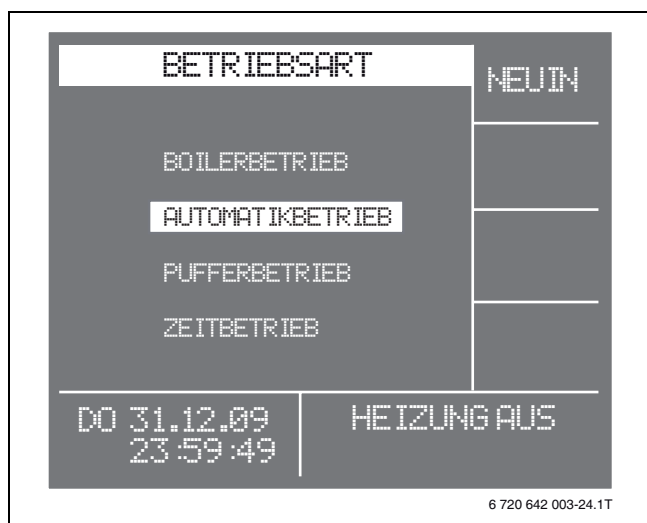 BETRIEBSART
NEUIN
BOILERBETRIEB
AUTOMATIKBETRIEB
PUFFERBETRIEB
ZEITBETRIEB
DO 31.12.09
23:59:49
HEIZUNG AUS
6 720 642 003-24.1T